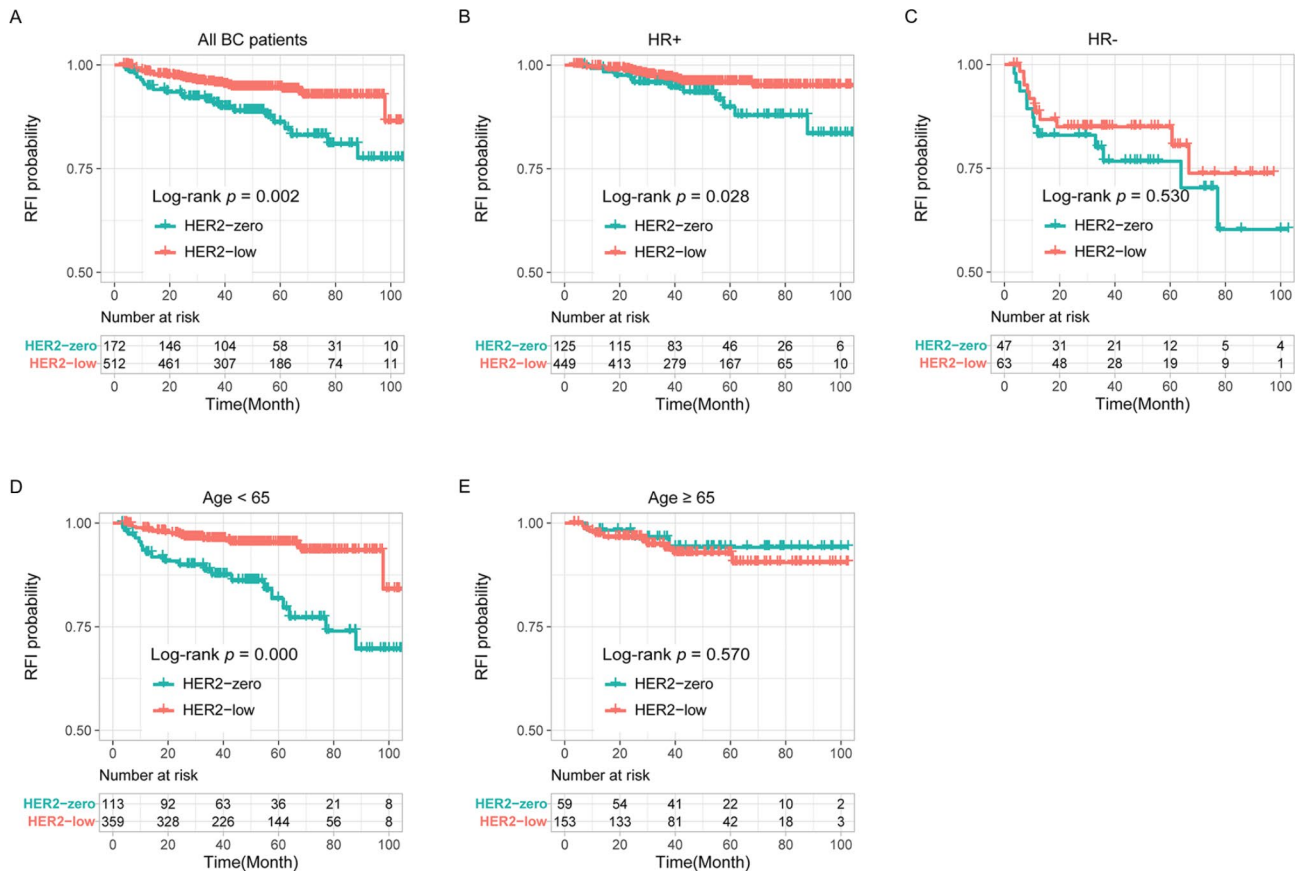 A
All BC patients
RFI probability
1.00
0.75
0.50
Log-rank p = 0.002
HER2-zero
HER2-low
0 20 40 60 80 100
Number at risk
HER2-zero 172 146 104 58 31 10
HER2-low 512 461 307 186 74 11
0 20 40 60 80 100
Time(Month)
B
HR+
RFI probability
1.00
0.75
0.50
Log-rank p = 0.028
HER2-zero
HER2-low
0 20 40 60 80 100
Number at risk
HER2-zero 125 115 83 46 26 6
HER2-low 449 413 279 167 65 10
0 20 40 60 80 100
Time(Month)
C
HR-
RFI probability
1.00
0.75
0.50
Log-rank p = 0.530
HER2-zero
HER2-low
0 20 40 60 80 100
Number at risk
HER2-zero 47 31 21 12 5 4
HER2-low 63 48 28 19 9 1
0 20 40 60 80 100
Time(Month)
D
Age < 65
RFI probability
1.00
0.75
0.50
Log-rank p = 0.000
HER2-zero
HER2-low
0 20 40 60 80 100
Number at risk
HER2-zero 113 92 63 36 21 8
HER2-low 359 328 226 144 56 8
0 20 40 60 80 100
Time(Month)
E
Age ≥ 65
RFI probability
1.00
0.75
0.50
Log-rank p = 0.570
HER2-zero
HER2-low
0 20 40 60 80 100
Number at risk
HER2-zero 59 54 41 22 10 2
HER2-low 153 133 81 42 18 3
0 20 40 60 80 100
Time(Month)